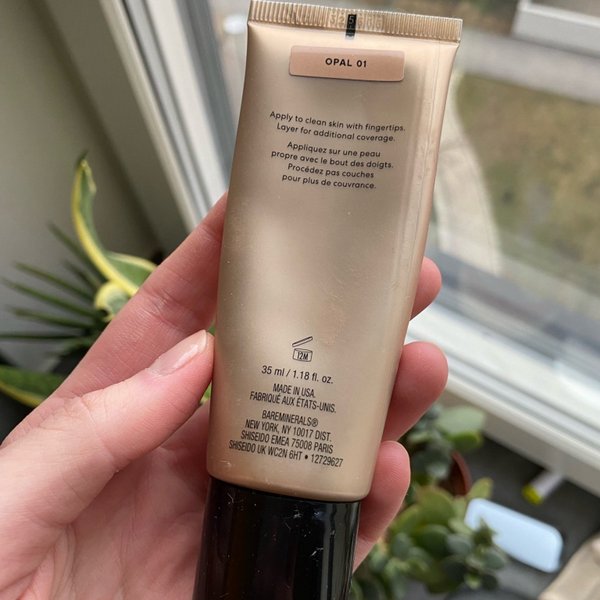 OPAL 01
Apply to clean skin with fingertips.
Layer for additional coverage.
Appliquez sur une peau
propre avec le bout des doigts.
Procédez pas couches
pour plus de couvrance.
12M
35 ml / 1.18 fl. oz.
MADE IN USA.
FABRIQUÉ AUX ÉTATS-UNIS.
BAREMINERALS®
NEW YORK, NY 10017 DIST.
SHISEIDO EMEA 75008 PARIS
SHISEIDO UK WC2N 6HT • 12729627